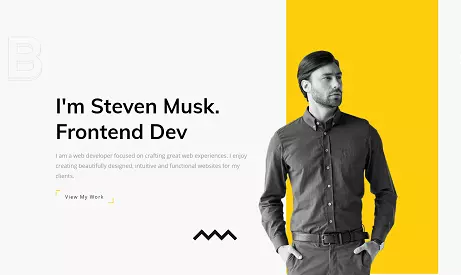 B
I'm Steven Musk.
Frontend Dev
I am a web developer focused on crafting great web experiences. I enjoy
creating beautifully designed, intuitive and functional websites for my
clients.
View My Work